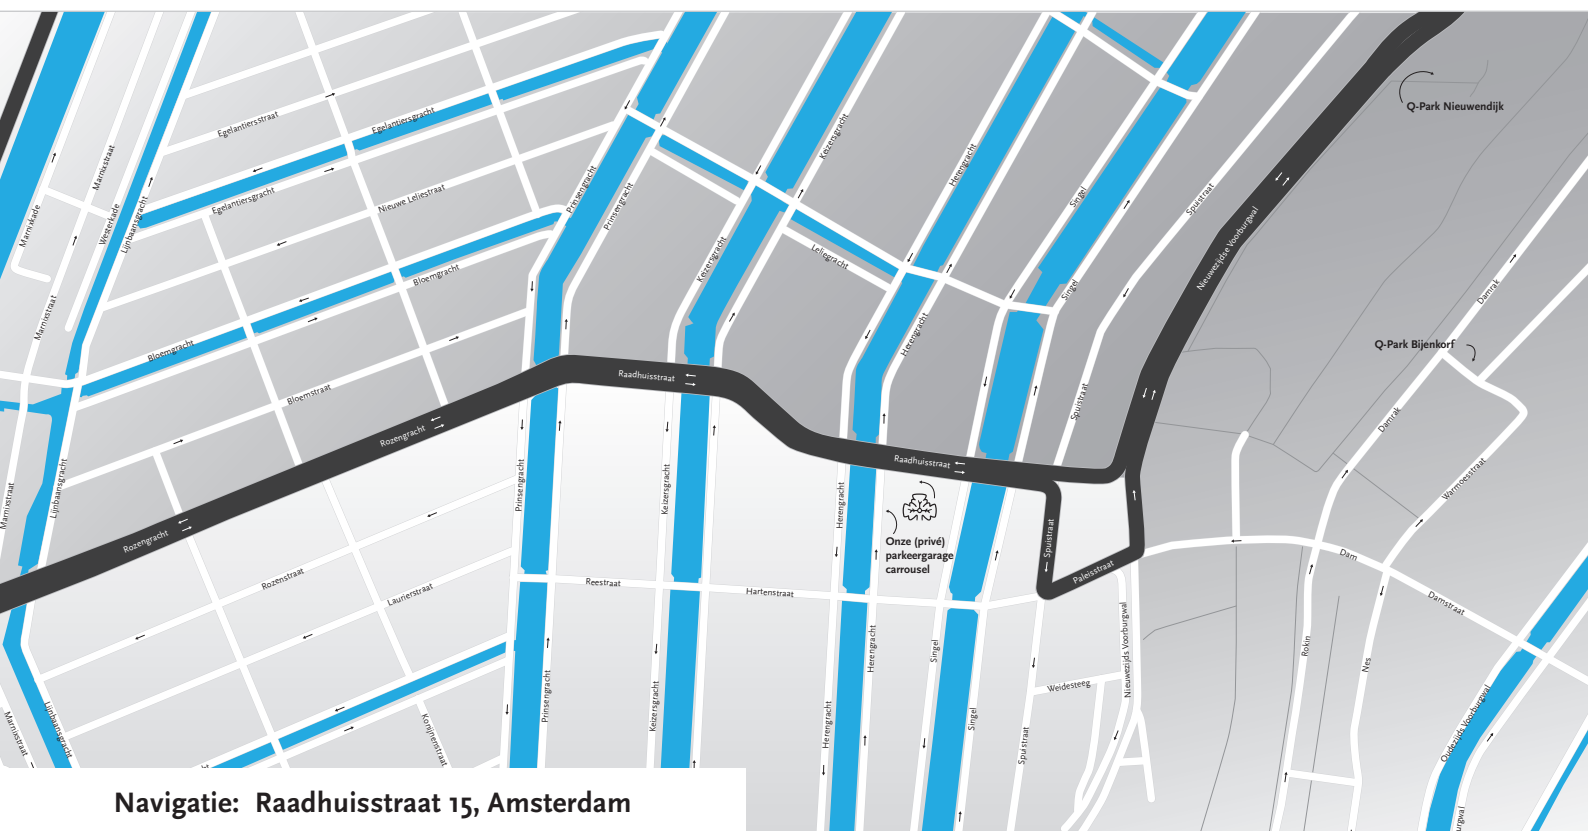 Q-Park Nieuwendijk
Egelantiersstraat
Egelantiersgracht
Keizersgracht
Marnixstraat
Herengracht
Prinsengracht
Singel
Spuistraat
Egelantiersgracht
Nieuwe Leliestraat
Prinsengracht
Marnixkade
Westerkade
Lijnbaansgracht
Nieuwezijdse Voorburgwal
Keizersgracht
Leliegracht
Bloemgracht
Singel
Damrak
Marnixstraat
Herengracht
Q-Park Bijenkorf
Bloemgracht
Raadhuisstraat
Bloemstraat
Spuistraat
Damrak
Rozengracht
Raadhuisstraat
Lijnbaansgracht
Marnixstraat
Prinsengracht
Keizersgracht
Herengracht
Warmoesstraat
Rozengracht
Onze (privé)
parkeergarage
carrousel
Spuistraat
Paleisstraat
Dam
Rozenstraat
Laurierstraat
Reestraat
Hartenstraat
Damstraat
Herengracht
Singel
Nieuwezijds Voorburgwal
Rokin
Nes
Weidesteeg
Prinsengracht
Keizersgracht
Herengracht
Singel
Spuistraat
Oudezijds Voorburgwal
Marnixstraat
Lijnbaansgracht
Konijnenstraat
Navigatie: Raadhuisstraat 15, Amsterdam